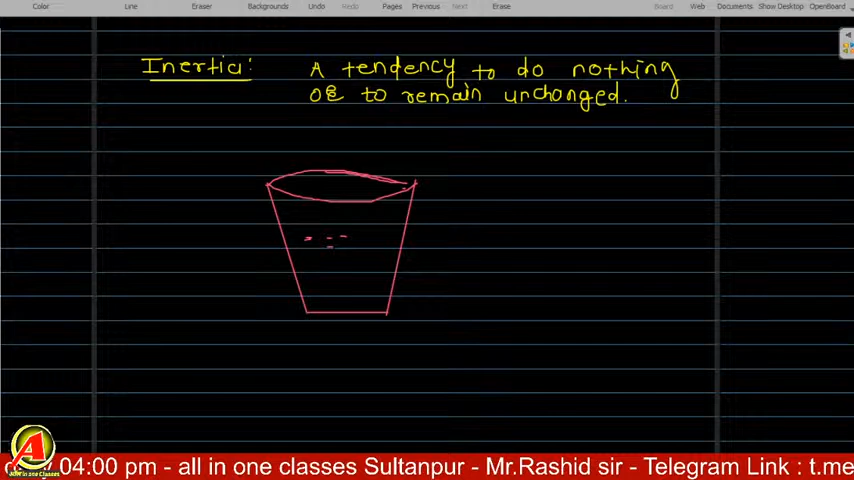 Color Line Eraser Backgrounds Undo Redo Pages Previous Next Erase Board Web Documents Show Desktop OpenBoard
Inertia: A tendency to do nothing
OR to remain unchanged.
04:00 pm - all in one classes Sultanpur - Mr.Rashid sir - Telegram Link : t.me